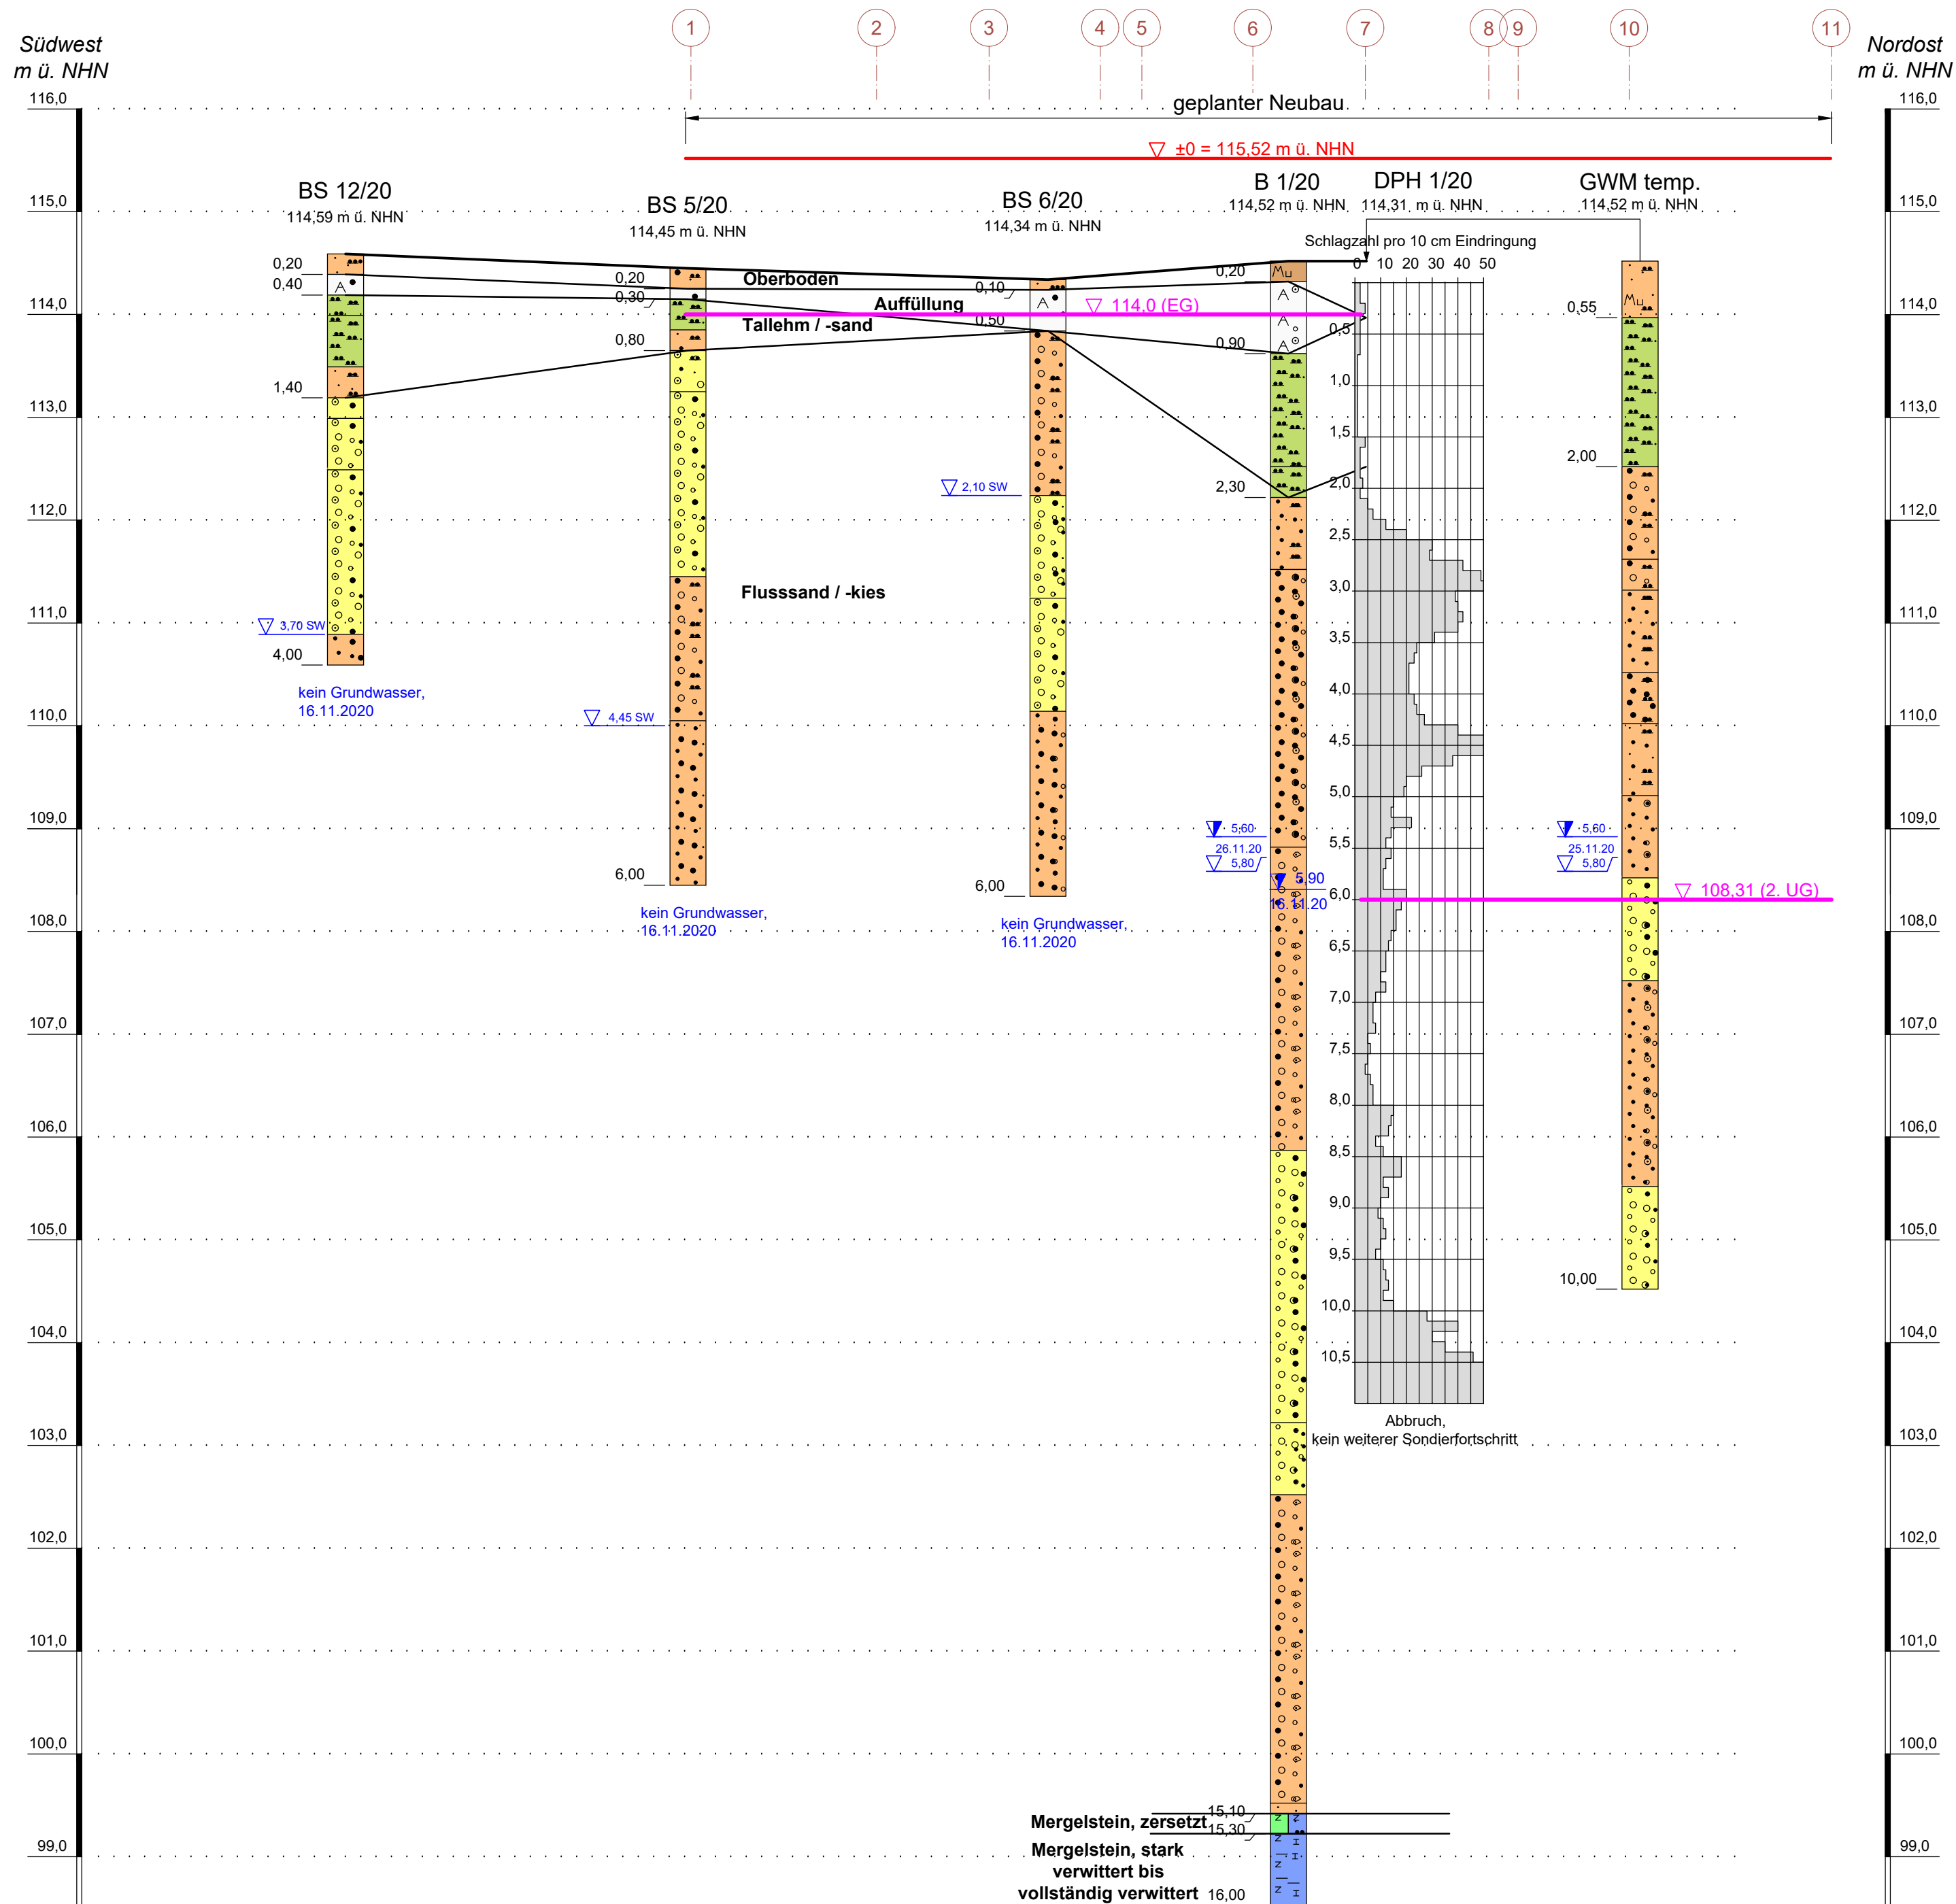 1 2 3 4 5 6 7 8 9 10 11
Südwest
m ü. NHN
Nordost
m ü. NHN
116,0
115,0
114,0
113,0
112,0
111,0
110,0
109,0
108,0
107,0
106,0
105,0
104,0
103,0
102,0
101,0
100,0
99,0
geplanter Neubau
±0 = 115,52 m ü. NHN
BS 12/20
114,59 m ü. NHN
0,20
0,40
1,40
3,70 SW
4,00
kein Grundwasser,
16.11.2020
BS 5/20
114,45 m ü. NHN
0,20
0,30
0,80
4,45 SW
6,00
kein Grundwasser,
16.11.2020
Oberboden
Auffüllung
Tallehm / -sand
Flusssand / -kies
BS 6/20
114,34 m ü. NHN
0,10
A
0,50
2,10 SW
6,00
kein Grundwasser,
16.11.2020
114,0 (EG)
B 1/20
114,52 m ü. NHN
0,20
Mu
A
A
A
0,90
2,30
5,60
26.11.20
5,80
5,90
16.11.20
15,10
15,30
16,00
Mergelstein, zersetzt
Mergelstein, stark
verwittert bis
vollständig verwittert
DPH 1/20
114,31 m ü. NHN
Schlagzahl pro 10 cm Eindringung
0 10 20 30 40 50
0,5
1,0
1,5
2,0
2,5
3,0
3,5
4,0
4,5
5,0
5,5
6,0
6,5
7,0
7,5
8,0
8,5
9,0
9,5
10,0
10,5
Abbruch,
kein weiterer Sondierfortschritt
GWM temp.
114,52 m ü. NHN
Mu
0,55
2,00
5,60
25.11.20
5,80
10,00
108,31 (2. UG)
116,0
115,0
114,0
113,0
112,0
111,0
110,0
109,0
108,0
107,0
106,0
105,0
104,0
103,0
102,0
101,0
100,0
99,0